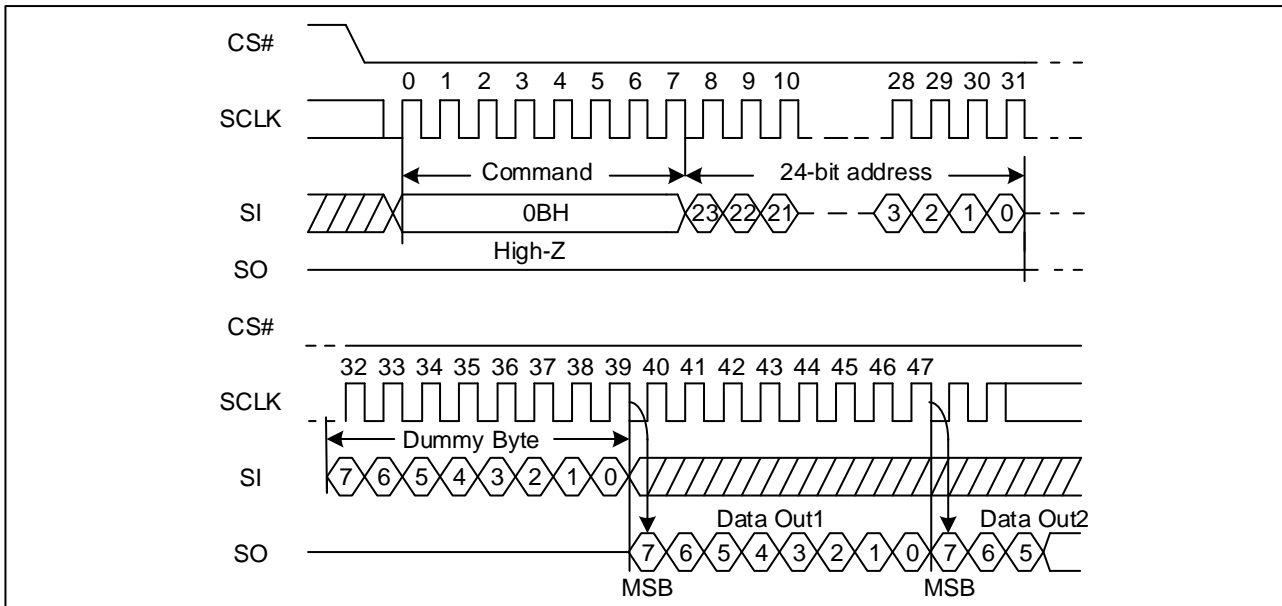 CS#
0 1 2 3 4 5 6 7 8 9 10 28 29 30 31
SCLK
Command 24-bit address
SI 0BH 23 22 21 3 2 1 0
High-Z
SO
CS#
32 33 34 35 36 37 38 39 40 41 42 43 44 45 46 47
SCLK
Dummy Byte
SI 7 6 5 4 3 2 1 0
Data Out1 Data Out2
SO 7 6 5 4 3 2 1 0 7 6 5
MSB MSB